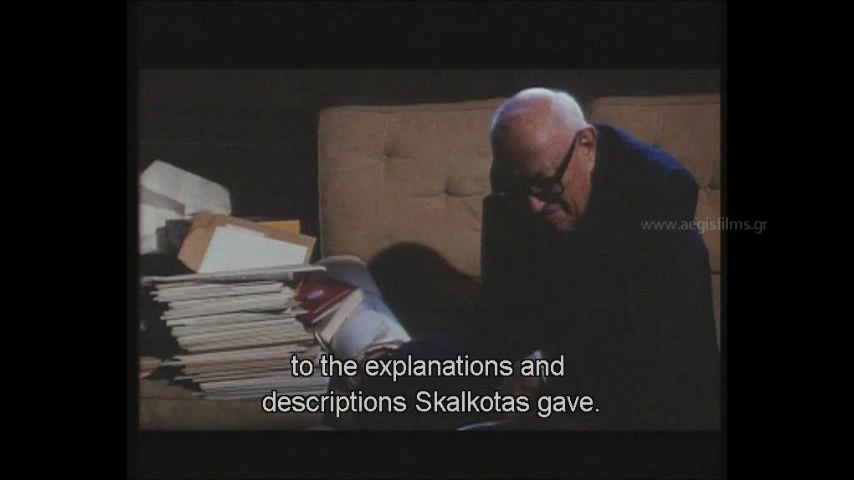 www.aegisfilms.gr
to the explanations and
descriptions Skalkotas gave.